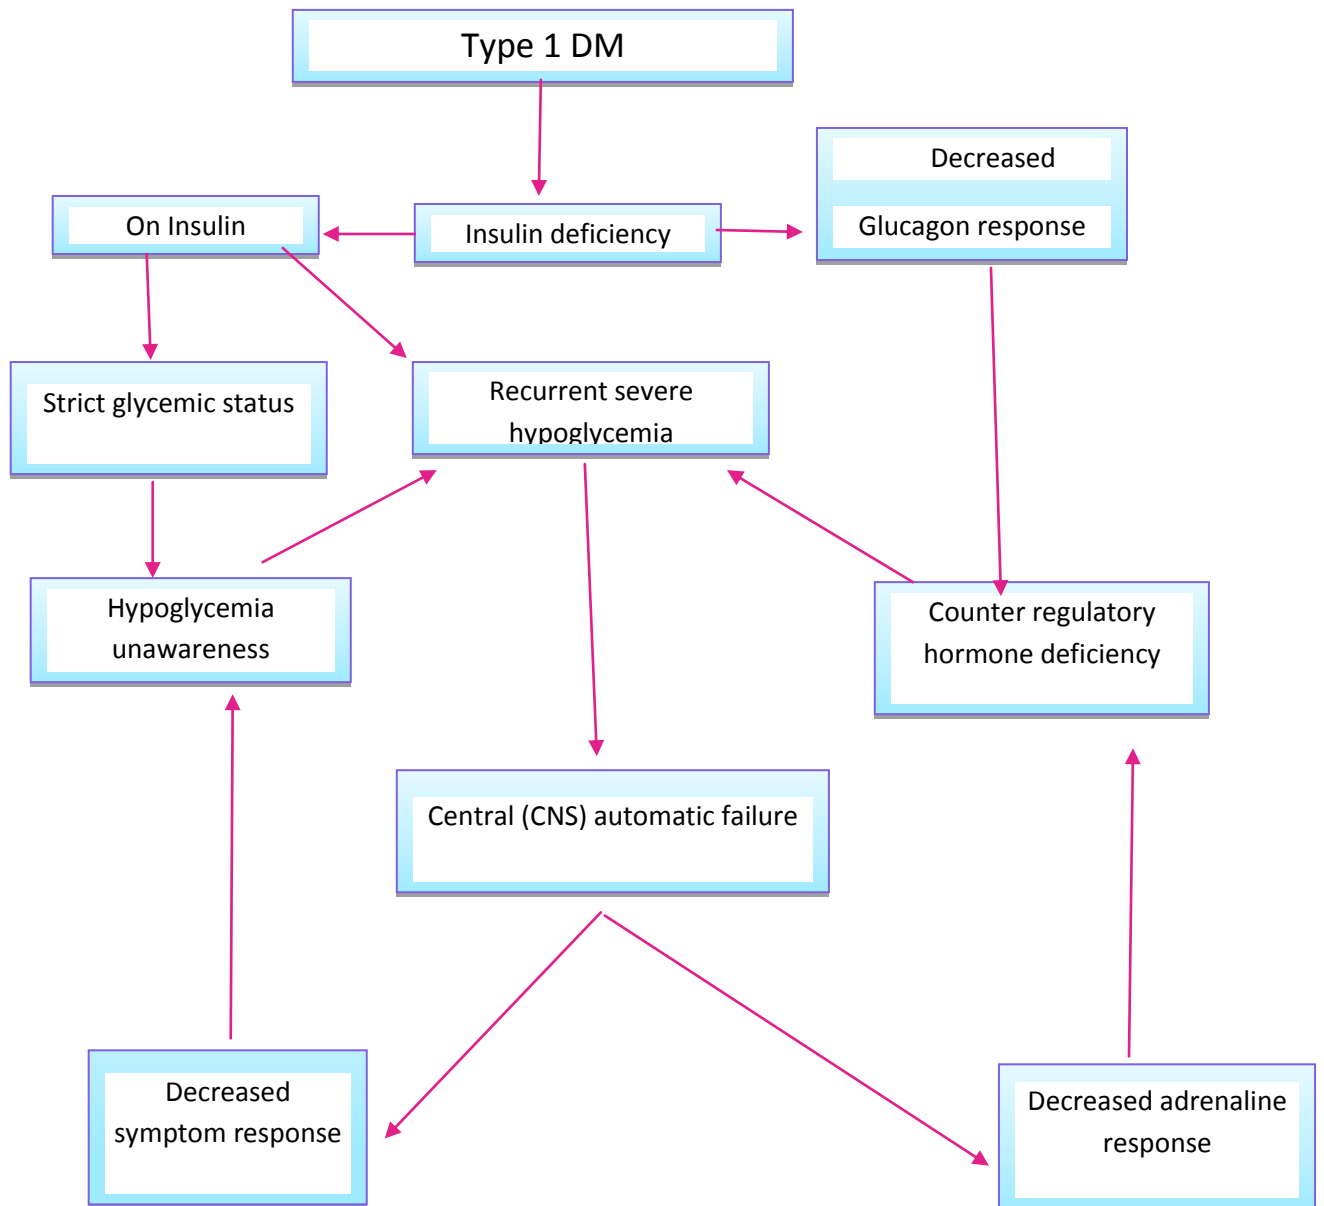 Type 1 DM
Decreased
Glucagon response
On Insulin
Insulin deficiency
Strict glycemic status
Recurrent severe
hypoglycemia
Hypoglycemia
unawareness
Counter regulatory
hormone deficiency
Central (CNS) automatic failure
Decreased
symptom response
Decreased adrenaline
response